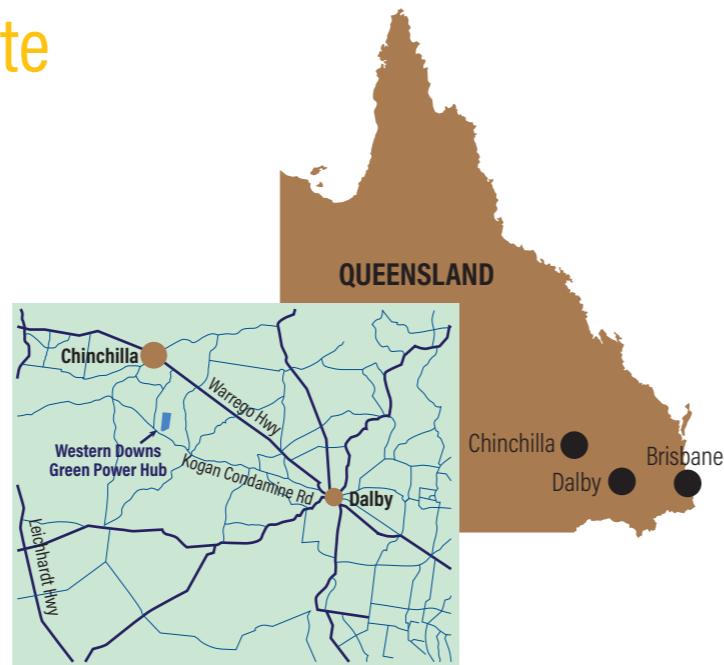 te
QUEENSLAND
Chinchilla
Warrego Hwy
Western Downs
Green Power Hub
Kogan Condamine Rd
Dalby
Leichhardt Hwy
Chinchilla
Dalby
Brisbane